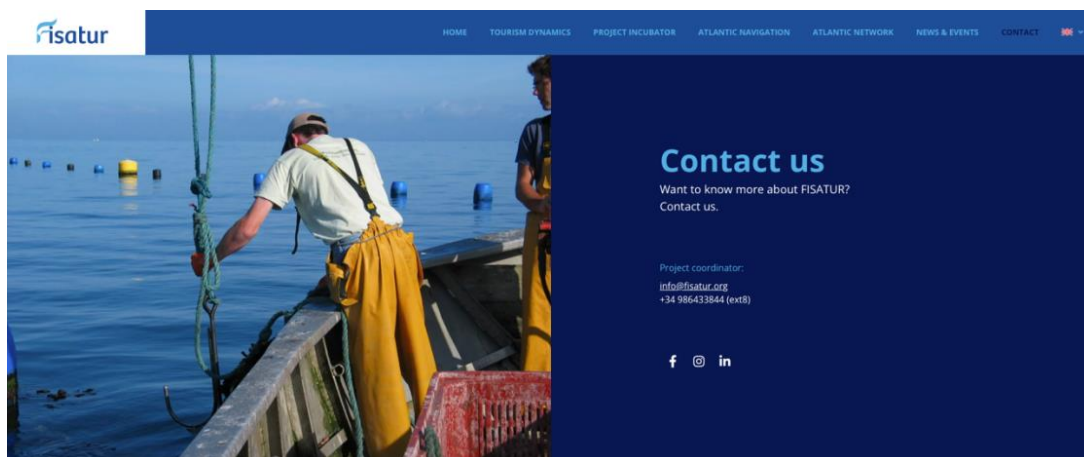 Fisatur
HOME TOURISM DYNAMICS PROJECT INCUBATOR ATLANTIC NAVIGATION ATLANTIC NETWORK NEWS & EVENTS CONTACT
Contact us
Want to know more about FISATUR?
Contact us.
Project coordinator:
info@fisatur.org
+34 986433844 (ext8)